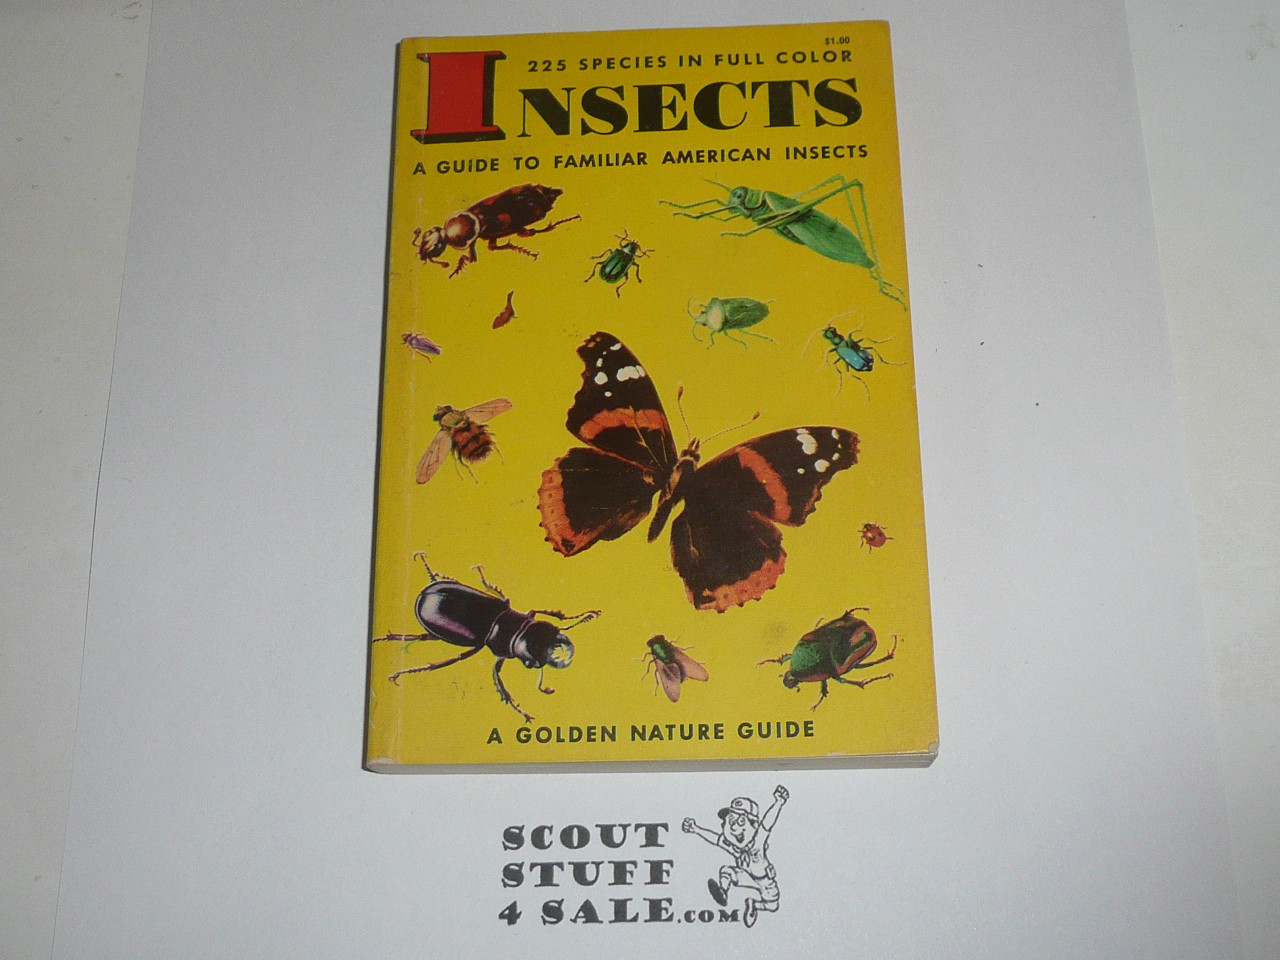 $1.00
225 SPECIES IN FULL COLOR
INSECTS
A GUIDE TO FAMILIAR AMERICAN INSECTS
A GOLDEN NATURE GUIDE
SCOUT
STUFF
4 SALE.COM